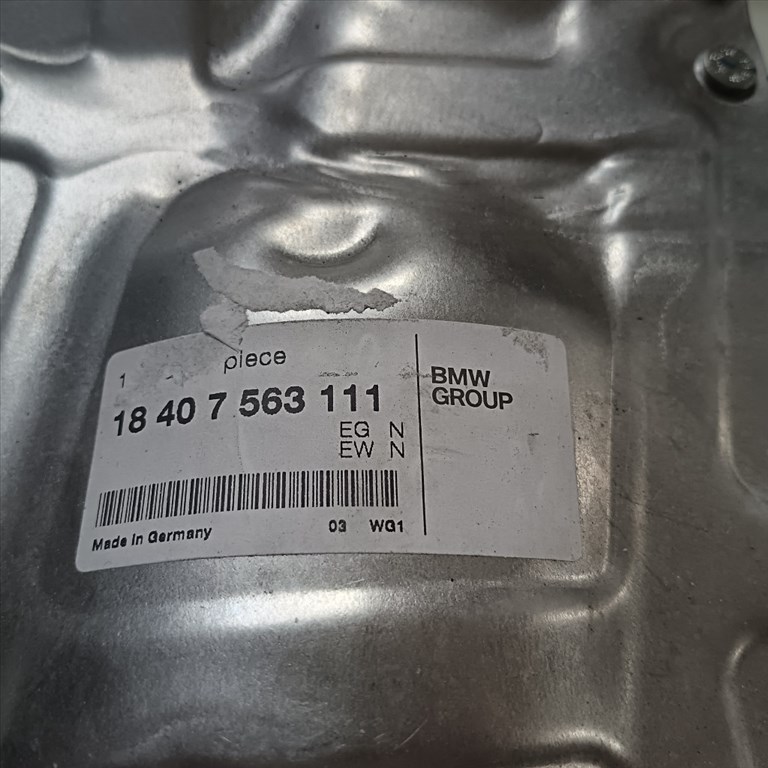 1 - piece
18 40 7 563 111
EG N
EW N
Made in Germany
03 WG1
BMW
GROUP